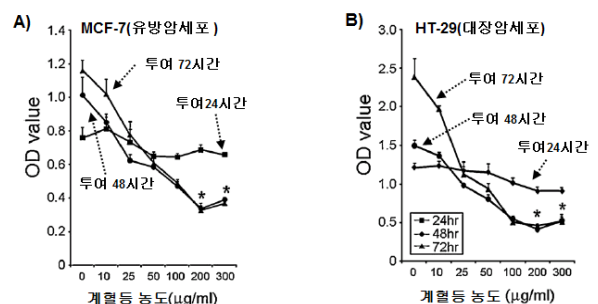 A)
MCF-7(유방암세포)
1.4
1.2
1.0
0.8
0.6
0.4
0.2
0
OD value
투여 72시간
투여24시간
투여 48시간
*
*
0 10 25 50 100 200 300
계혈등 농도(μg/ml)
B)
HT-29(대장암세포)
3.0
2.5
2.0
1.5
1.0
0.5
0
OD value
투여 72시간
투여 48시간
투여24시간
*
*
24hr
48hr
72hr
0 10 25 50 100 200 300
계혈등 농도(μg/ml)